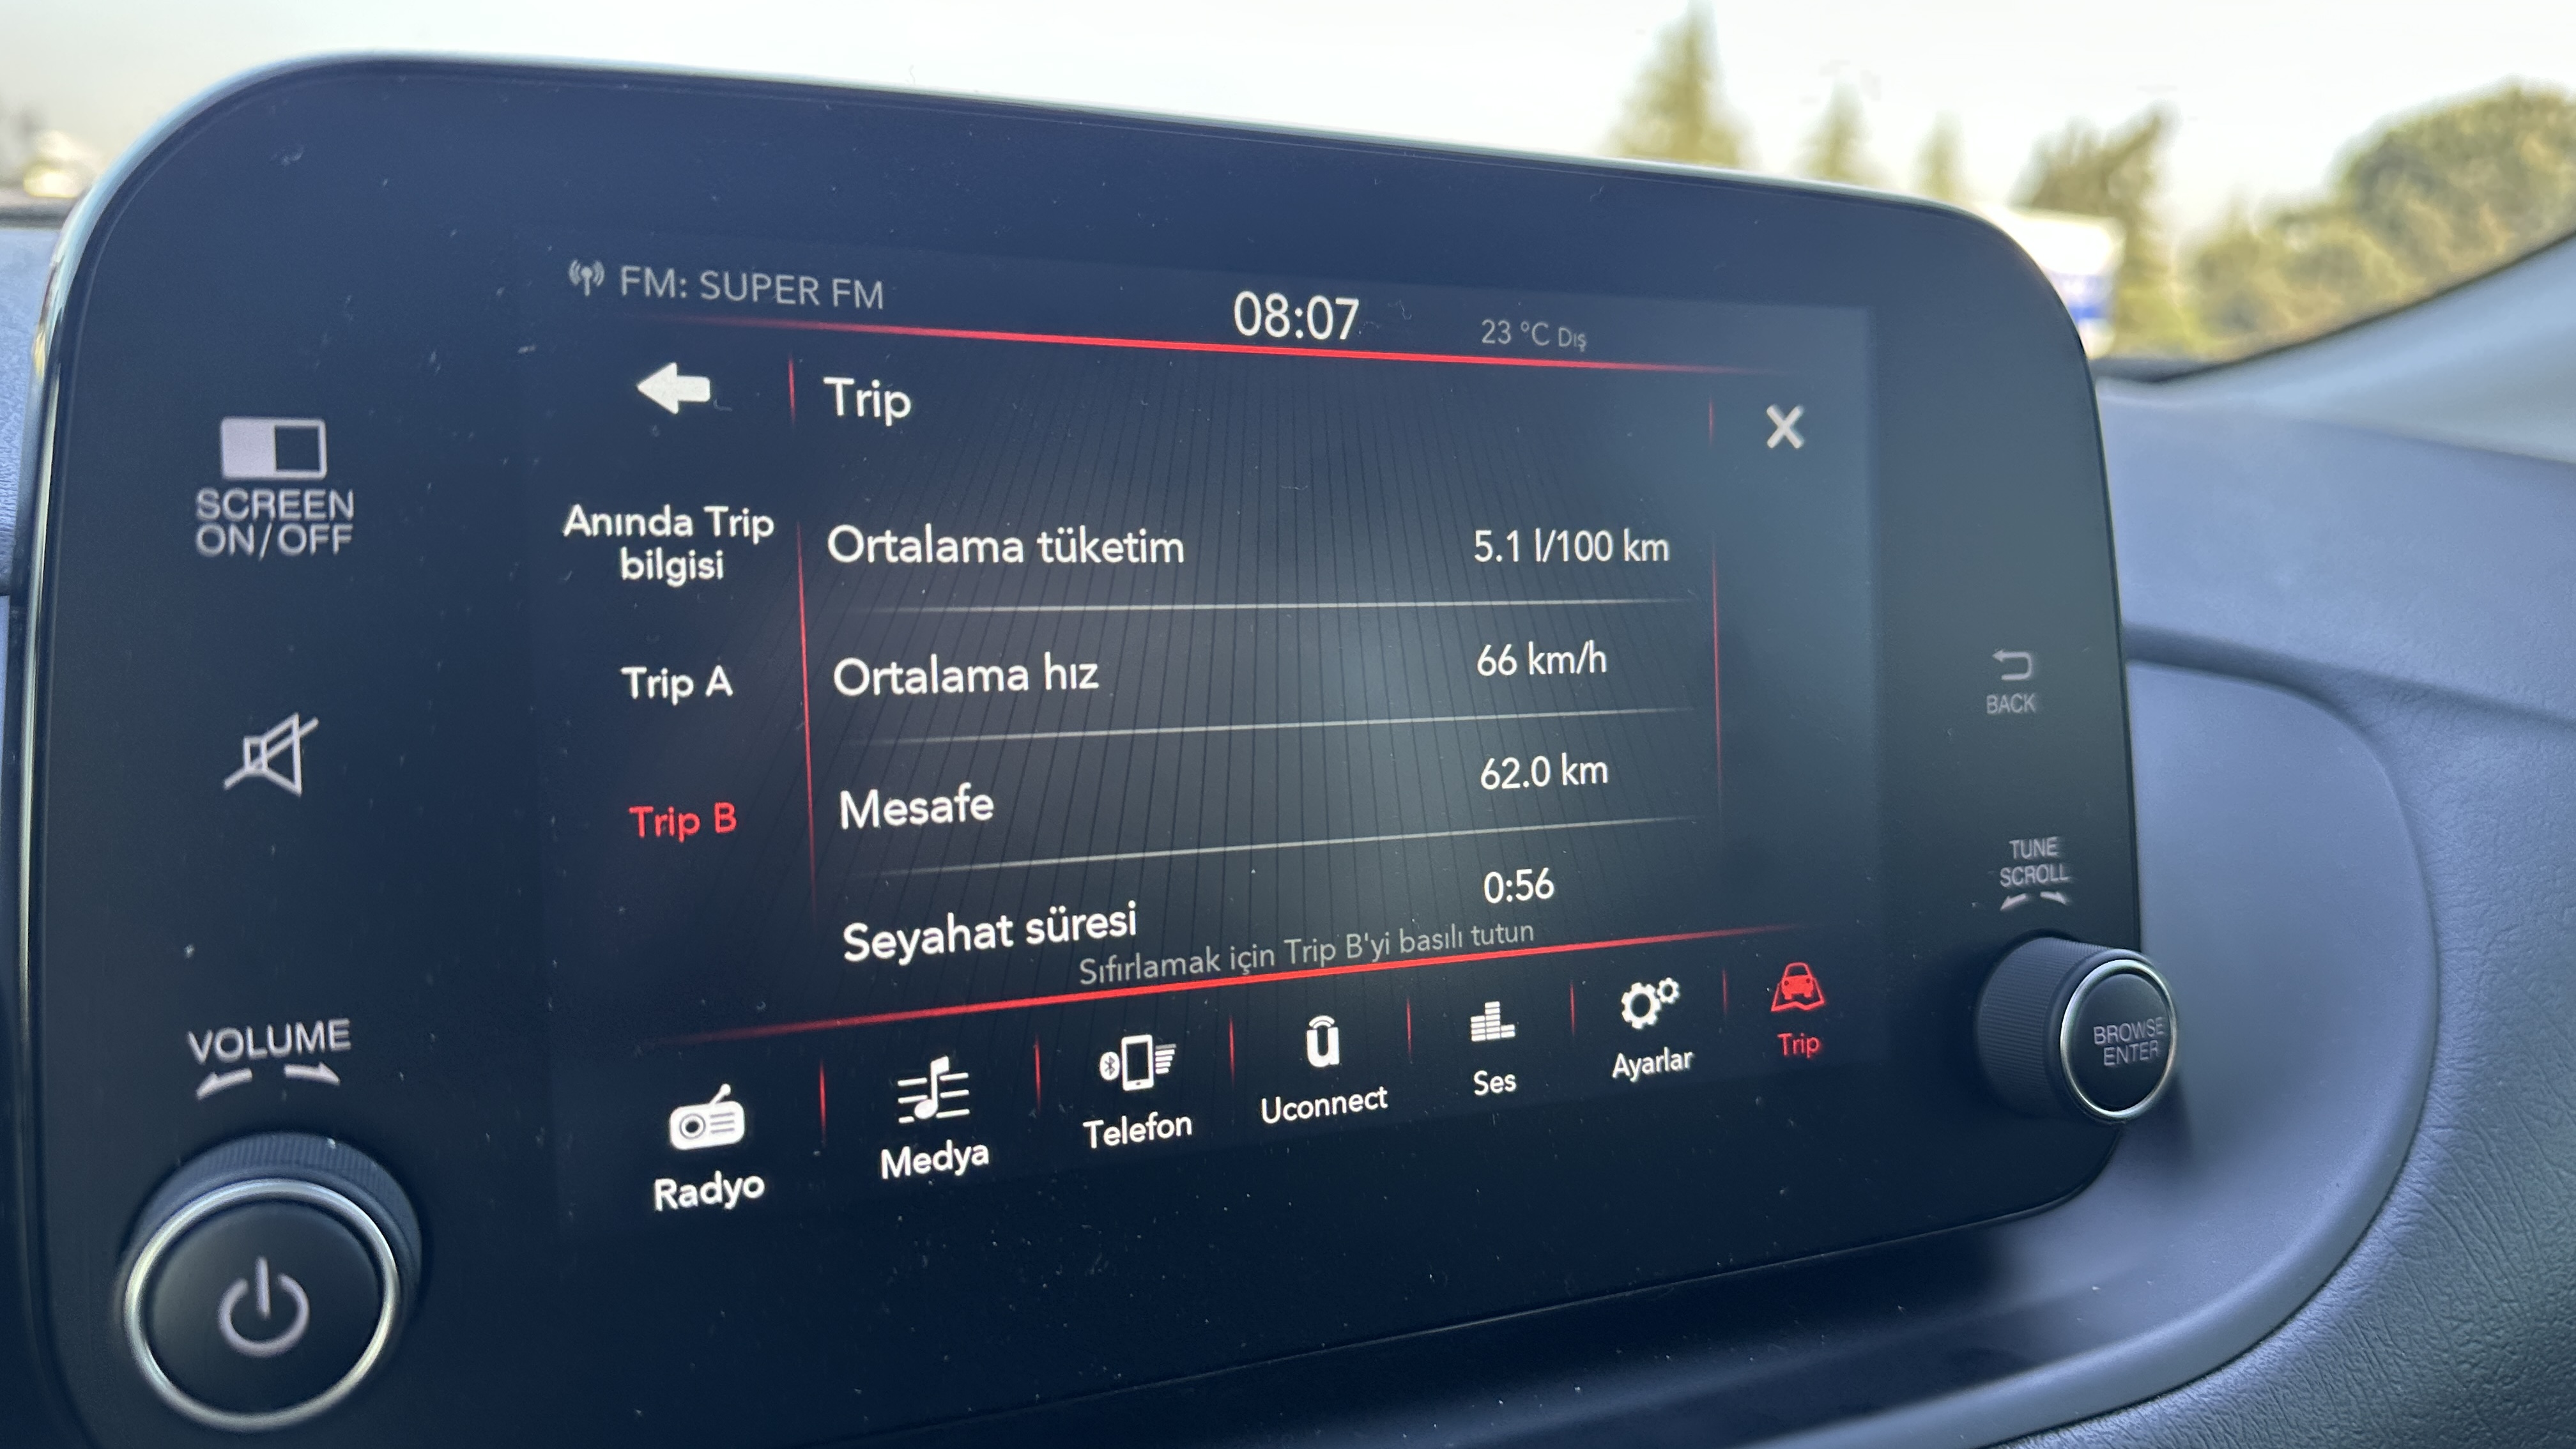 FM: SUPER FM
08:07
23 °C Dış
Trip
X
SCREEN
ON/OFF
Anında Trip
bilgisi
Ortalama tüketim 5.1 l/100 km
Trip A
Ortalama hız 66 km/h
BACK
Trip B
Mesafe 62.0 km
TUNE
SCROLL
Seyahat süresi 0:56
Sıfırlamak için Trip B'yi basılı tutun
VOLUME
BROWSE
ENTER
Radyo
Medya
Telefon
Uconnect
Ses
Ayarlar
Trip